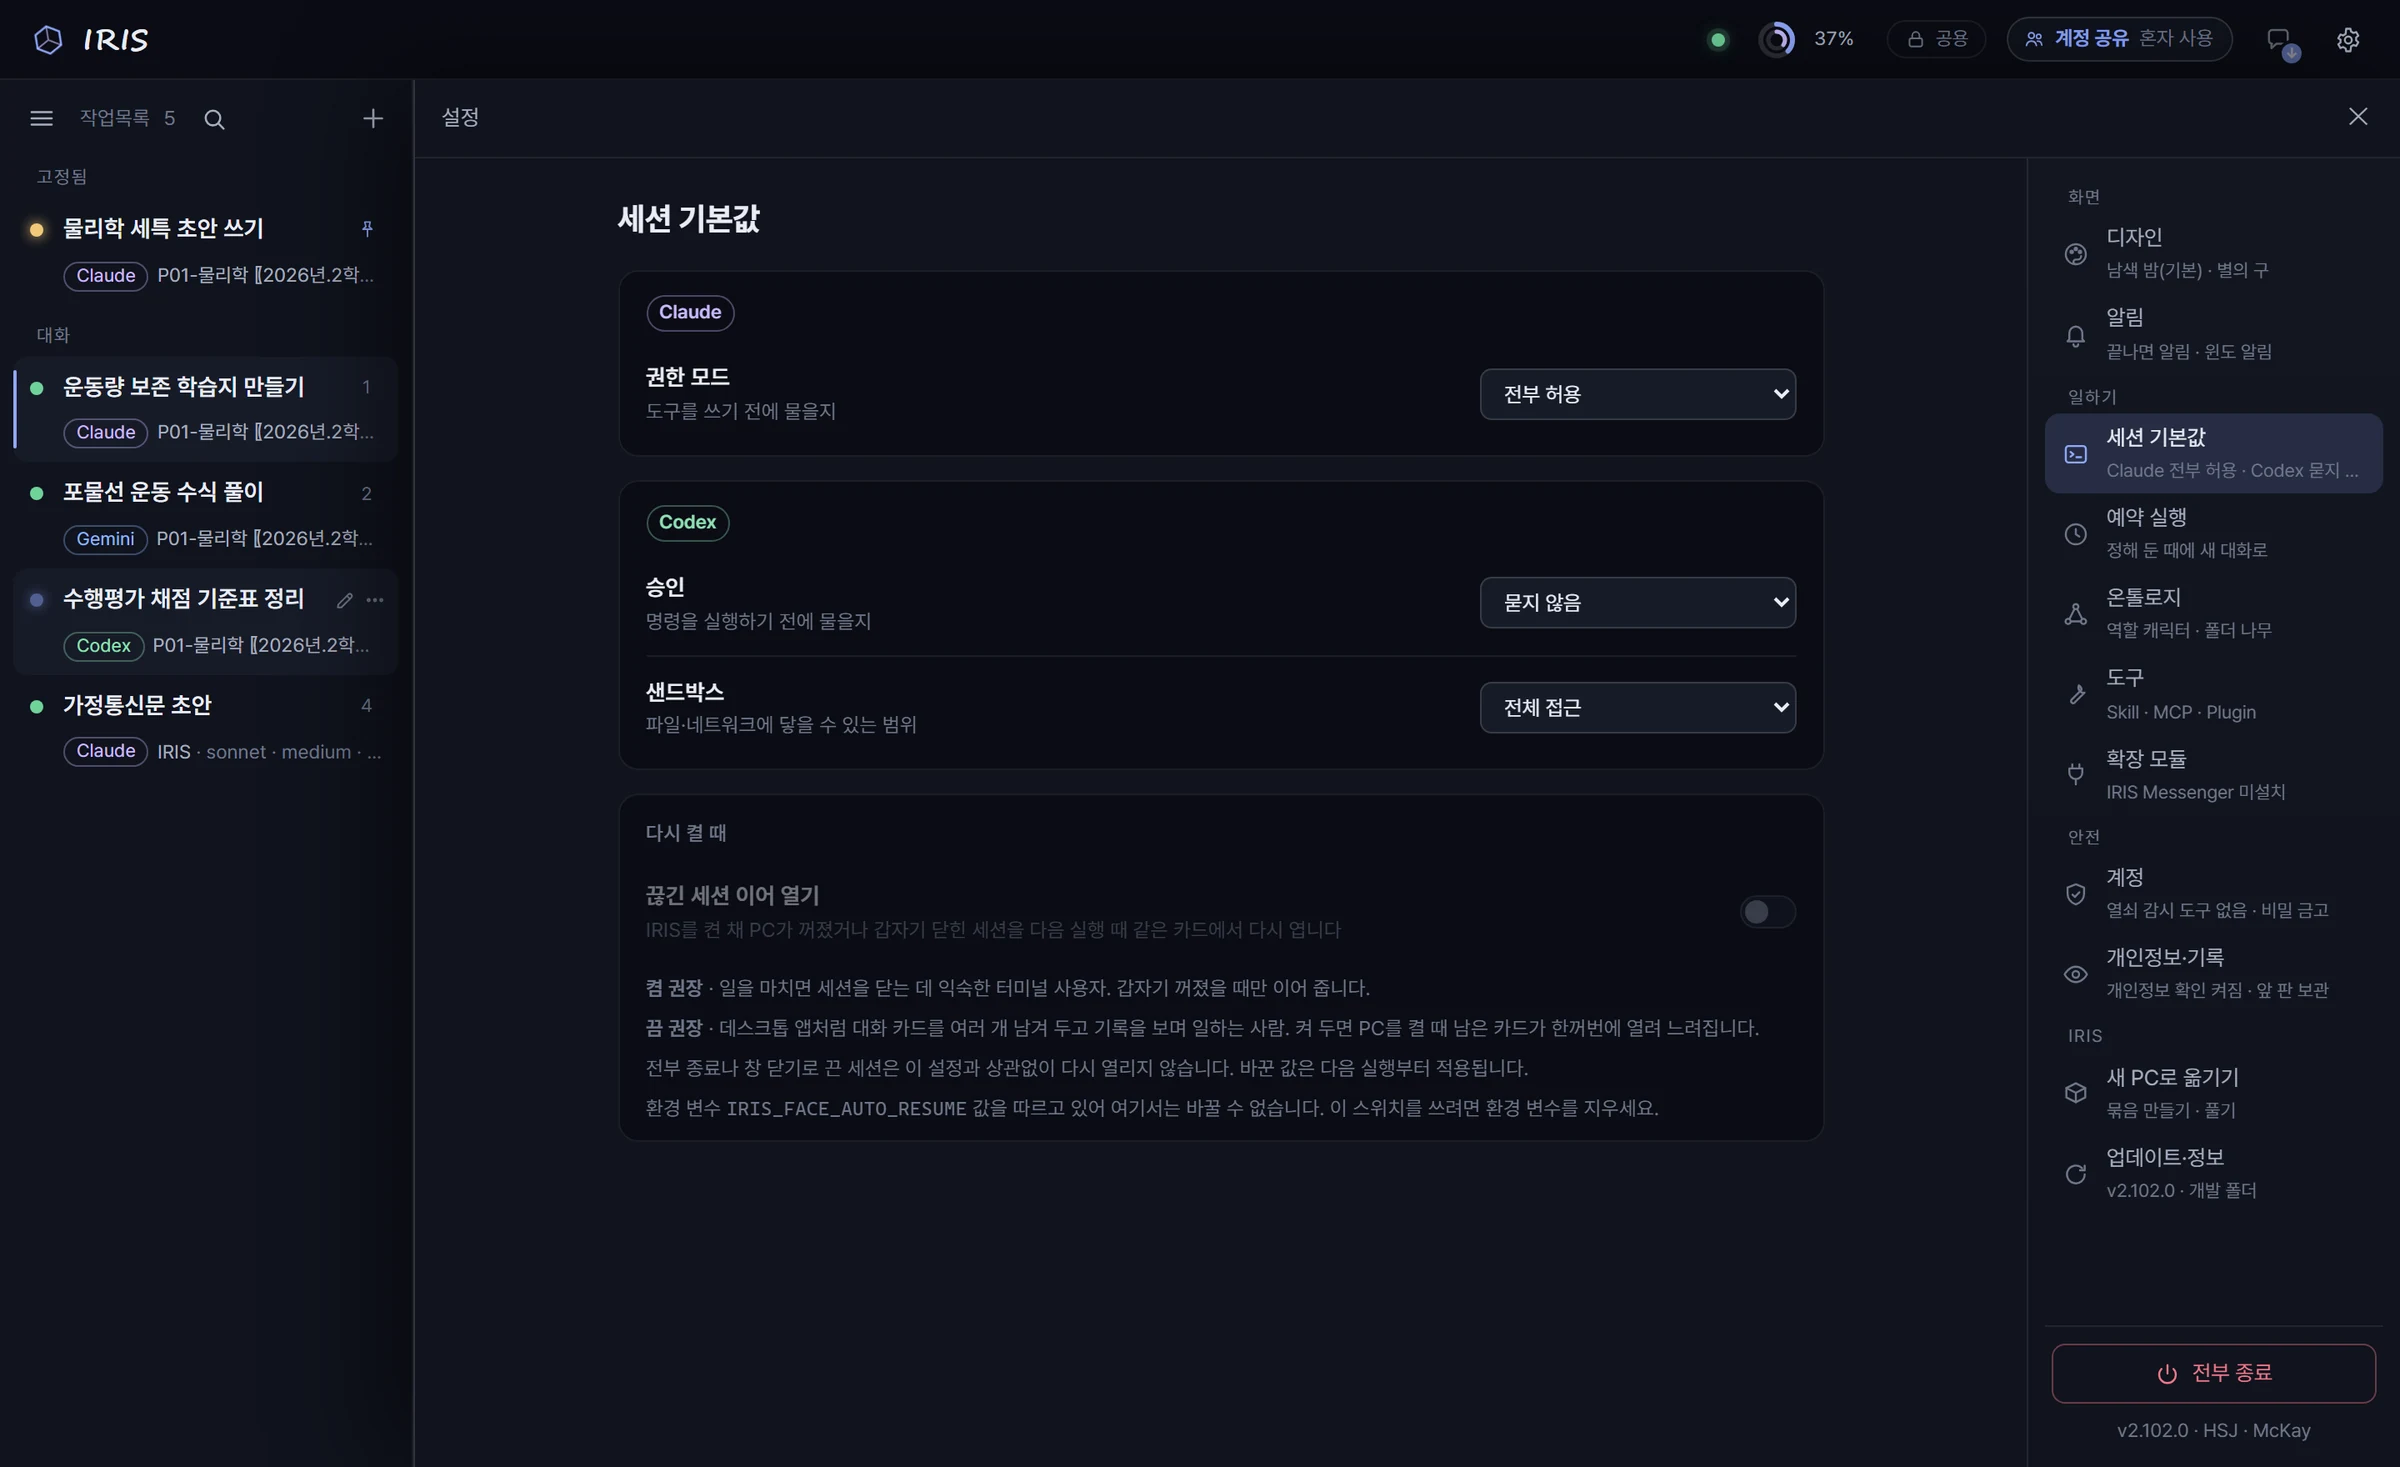 IRIS
37%
공용
계정 공유 혼자 사용
작업목록 5
고정됨
물리학 세특 초안 쓰기
Claude P01-물리학 〖2026년.2학...
대화
운동량 보존 학습지 만들기 1
Claude P01-물리학 〖2026년.2학...
포물선 운동 수식 풀이 2
Gemini P01-물리학 〖2026년.2학...
수행평가 채점 기준표 정리
Codex P01-물리학 〖2026년.2학...
가정통신문 초안 4
Claude IRIS · sonnet · medium · ...
설정
세션 기본값
Claude
권한 모드
도구를 쓰기 전에 물을지
전부 허용
Codex
승인
명령을 실행하기 전에 물을지
묻지 않음
샌드박스
파일·네트워크에 닿을 수 있는 범위
전체 접근
다시 켤 때
끊긴 세션 이어 열기
IRIS를 켠 채 PC가 꺼졌거나 갑자기 닫힌 세션을 다음 실행 때 같은 카드에서 다시 엽니다
켬 권장 · 일을 마치면 세션을 닫는 데 익숙한 터미널 사용자. 갑자기 꺼졌을 때만 이어 줍니다.
끔 권장 · 데스크톱 앱처럼 대화 카드를 여러 개 남겨 두고 기록을 보며 일하는 사람. 켜 두면 PC를 켤 때 남은 카드가 한꺼번에 열려 느려집니다.
전부 종료나 창 닫기로 끈 세션은 이 설정과 상관없이 다시 열리지 않습니다. 바꾼 값은 다음 실행부터 적용됩니다.
환경 변수 IRIS_FACE_AUTO_RESUME 값을 따르고 있어 여기서는 바꿀 수 없습니다. 이 스위치를 쓰려면 환경 변수를 지우세요.
화면
디자인
남색 밤(기본) · 별의 구
알림
끝나면 알림 · 윈도 알림
일하기
세션 기본값
Claude 전부 허용 · Codex 묻지 ...
예약 실행
정해 둔 때에 새 대화로
온톨로지
역할 캐릭터 · 폴더 나무
도구
Skill · MCP · Plugin
확장 모듈
IRIS Messenger 미설치
안전
계정
열쇠 감시 도구 없음 · 비밀 금고
개인정보·기록
개인정보 확인 켜짐 · 앞 판 보관
IRIS
새 PC로 옮기기
묶음 만들기 · 풀기
업데이트·정보
v2.102.0 · 개발 폴더
전부 종료
v2.102.0 · HSJ · McKay